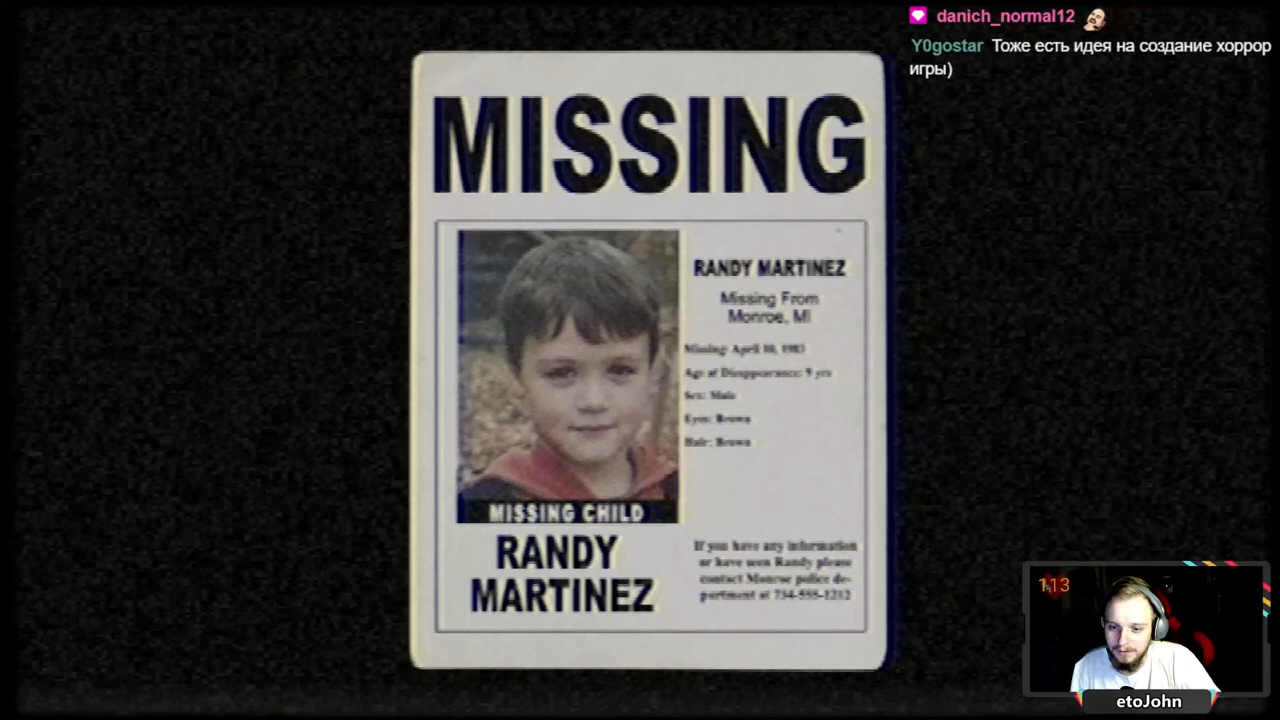 danich_normal12
Y0gostar Тоже есть идея на создание хоррор
игры)
MISSING
RANDY MARTINEZ
Missing From
Monroe, MI
Missing: April 10, 1983
Age at Disappearance: 9 yrs
Sex: Male
Eyes: Brown
Hair: Brown
MISSING CHILD
RANDY
MARTINEZ
If you have any information
or have seen Randy please
contact Monroe police de-
partment at 734-555-1212
113
etoJohn